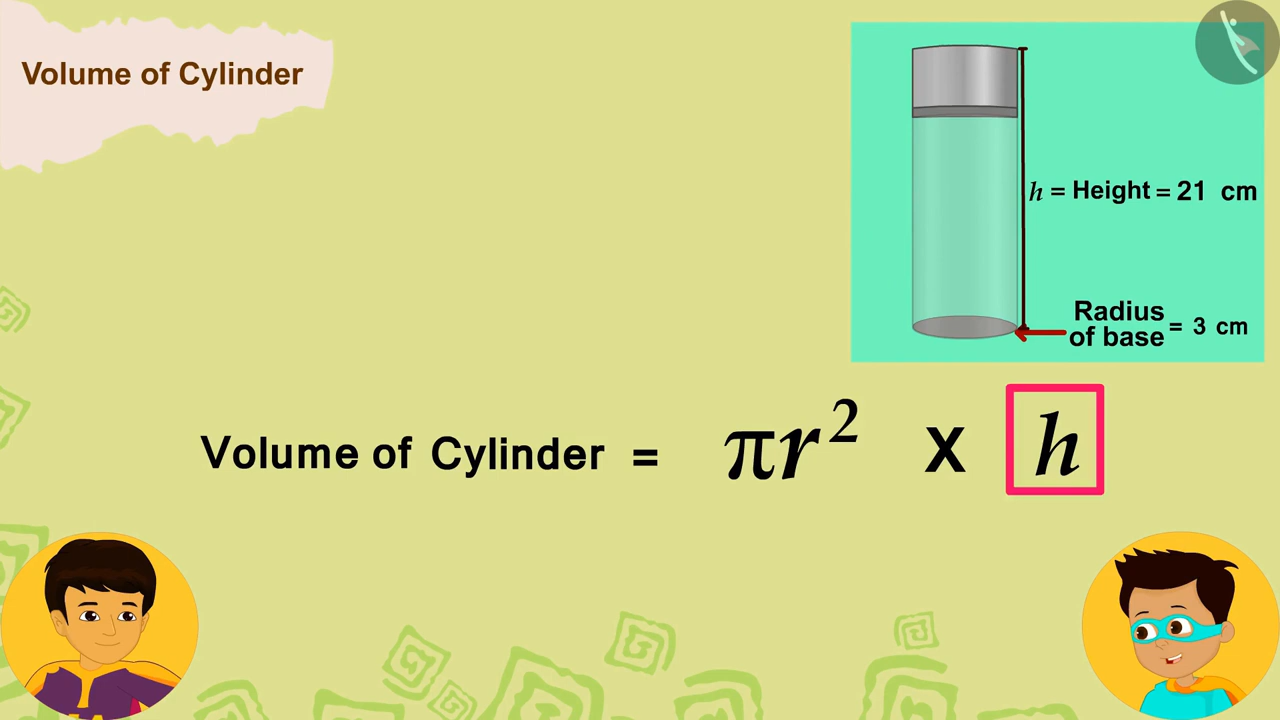 Volume of Cylinder
h = Height = 21 cm
Radius
of base = 3 cm
Volume of Cylinder = πr² X h